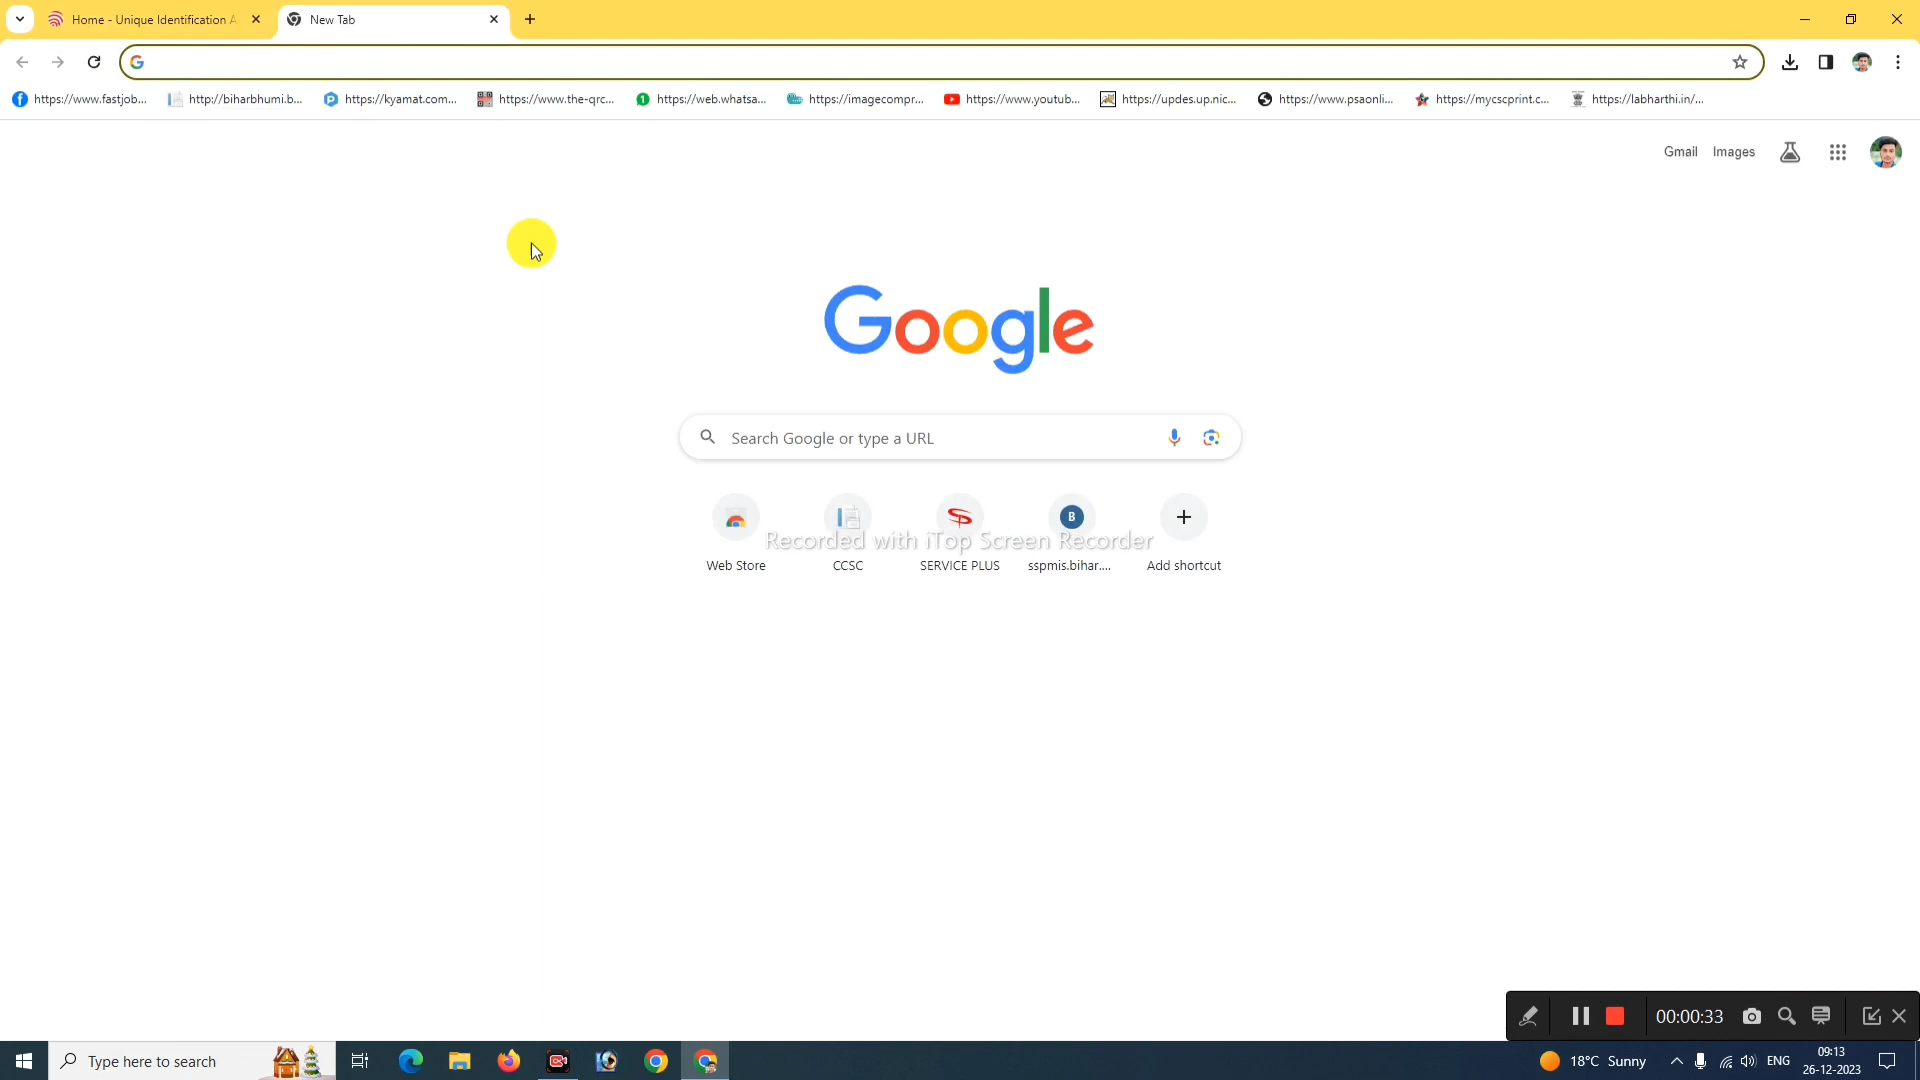 Home - Unique Identification A
New Tab
https://www.fastjob...
http://biharbhumi.b...
https://kyamat.com...
https://www.the-qrc...
https://web.whatsa...
https://imagecompr...
https://www.youtub...
https://updes.up.nic...
https://www.psaonli...
https://mycscprint.c...
https://labharthi.in/...
Gmail Images
Google
Search Google or type a URL
B
Recorded with iTop Screen Recorder
Web Store
CCSC
SERVICE PLUS
sspmis.bihar....
Add shortcut
00:00:33
Type here to search
18°C Sunny
ENG
09:13
26-12-2023